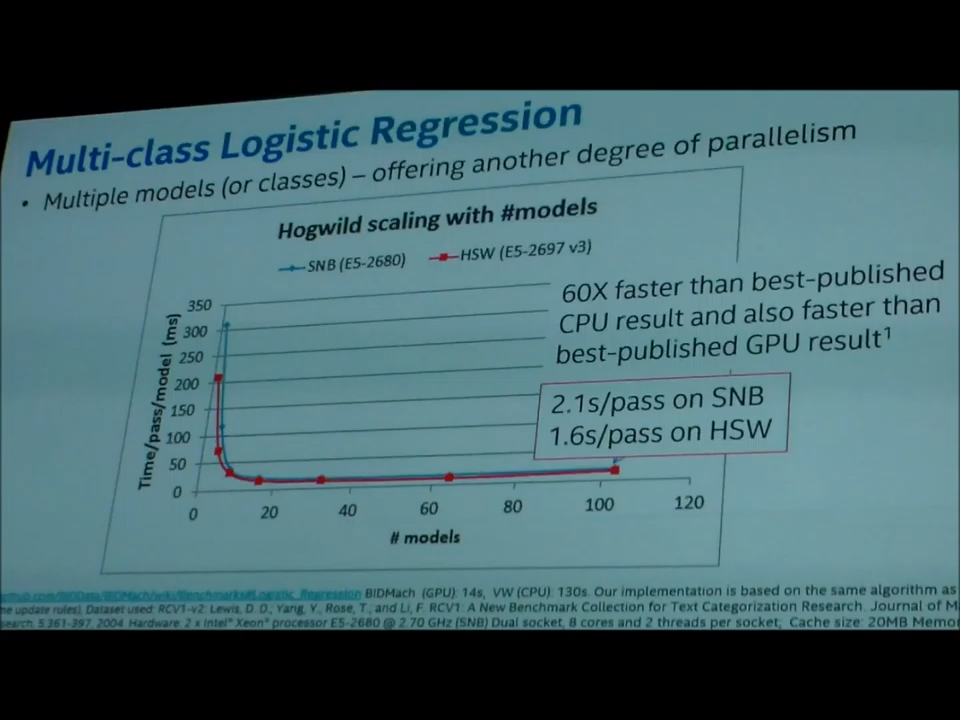 Multi-class Logistic Regression
• Multiple models (or classes) – offering another degree of parallelism
Hogwild scaling with #models
SNB (E5-2680) HSW (E5-2697 v3)
60X faster than best-published
CPU result and also faster than
best-published GPU result¹
2.1s/pass on SNB
1.6s/pass on HSW
Time/pass/model (ms)
350
300
250
200
150
100
50
0
0 20 40 60 80 100 120
# models
BIDMach (GPU): 14s, VW (CPU): 130s. Our implementation is based on the same algorithm as
update rules). Dataset used: RCV1-v2: Lewis, D. D.; Yang, Y., Rose, T., and Li, F. RCV1: A New Benchmark Collection for Text Categorization Research. Journal of
5:361-397, 2004. Hardware: 2 x Intel® Xeon® processor E5-2680 @ 2.70 GHz (SNB) Dual socket, 8 cores and 2 threads per socket; Cache size: 20MB